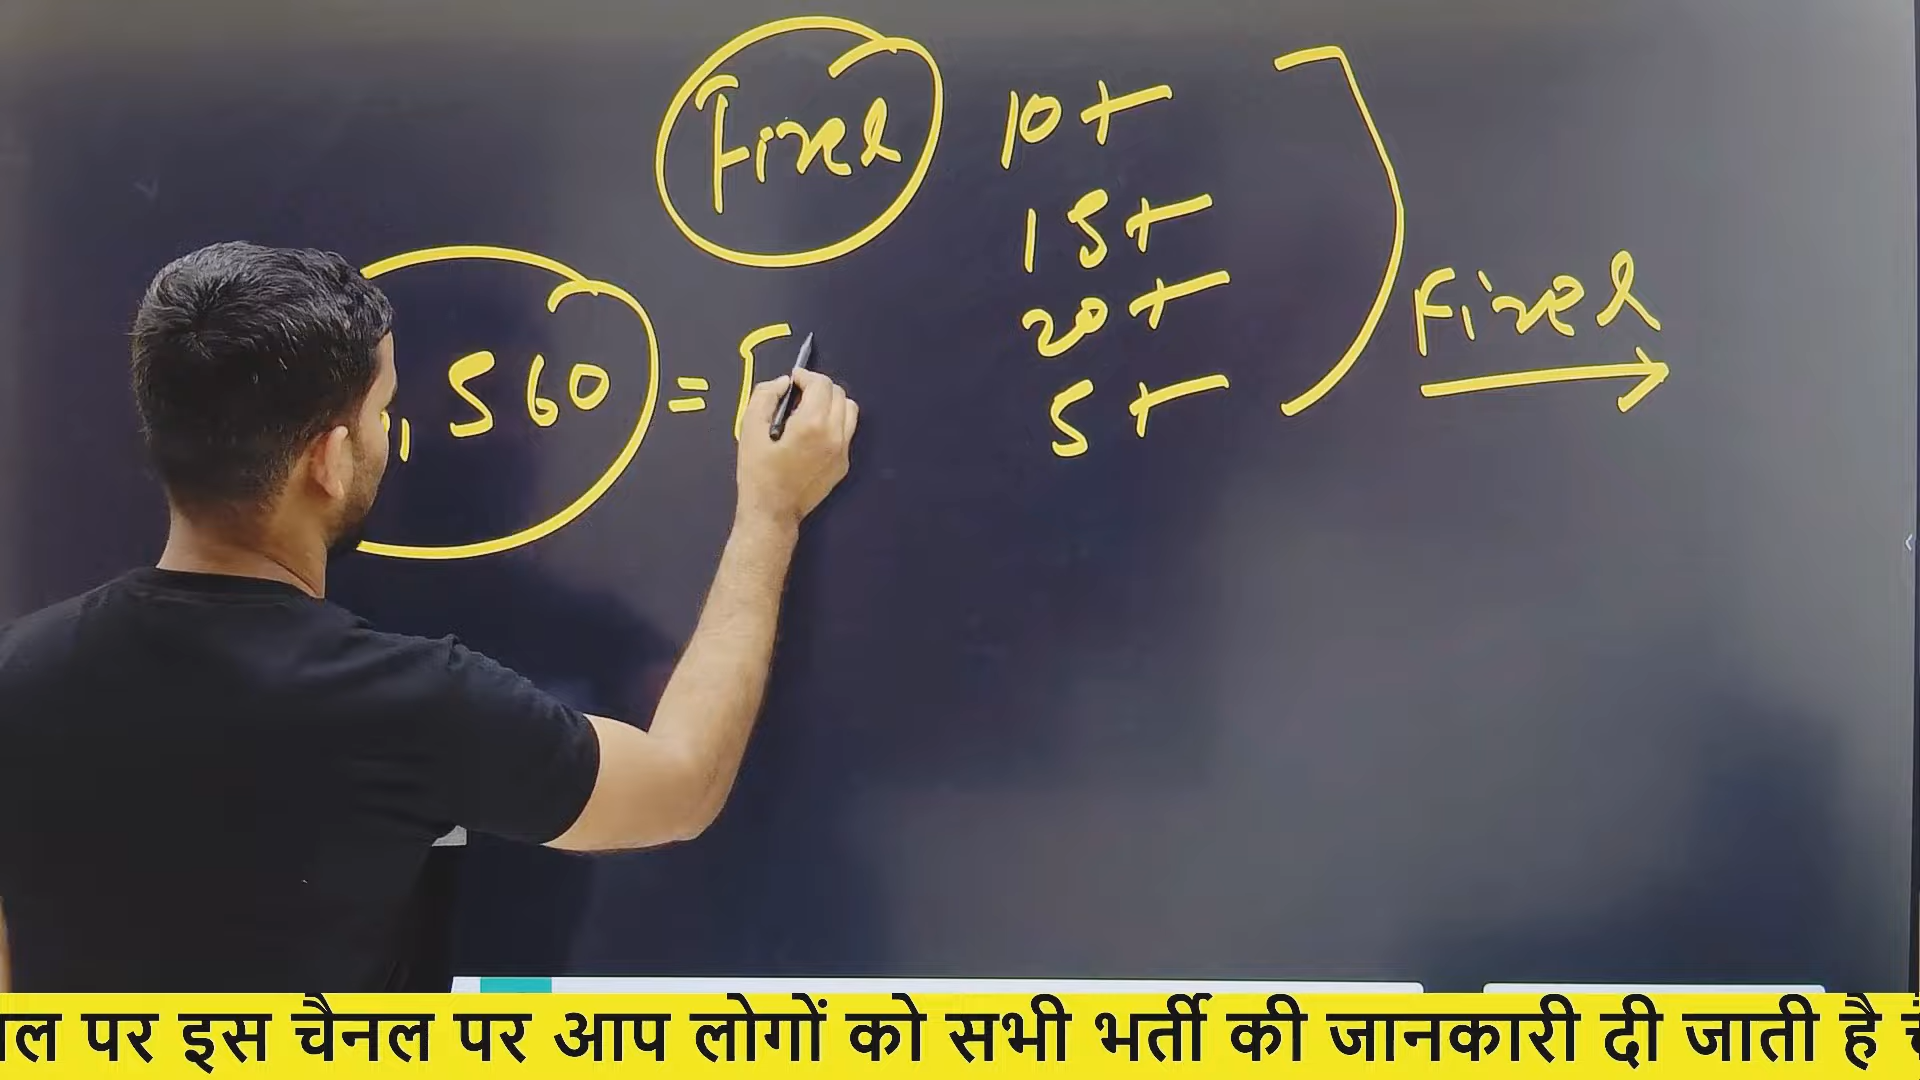 Fixed
10+
15+
20+
5+
Fixed
,560 = [
पर इस चैनल पर आप लोगों को सभी भर्ती की जानकारी दी जाती है